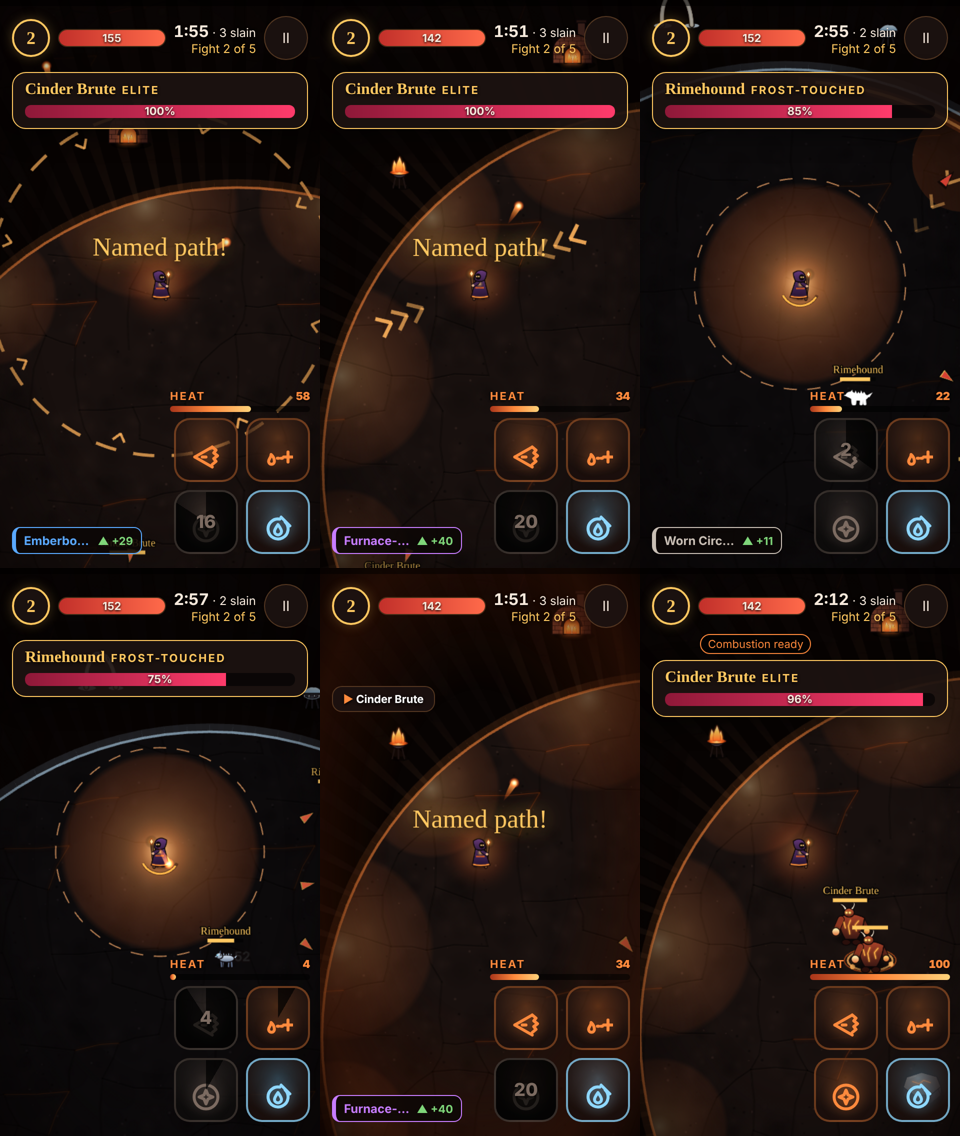 2
155
1:55 · 3 slain
Fight 2 of 5
Cinder Brute ELITE
100%
Named path!
HEAT 58
16
Emberbo... ▲ +29
ute
2
142
1:51 · 3 slain
Fight 2 of 5
Cinder Brute ELITE
100%
Named path!
HEAT 34
20
Furnace-... ▲ +40
Cinder Brute
2
152
2:55 · 2 slain
Fight 2 of 5
Rimehound FROST-TOUCHED
85%
Rimehound
HEAT 22
2
Worn Circ... ▲ +11
2
152
2:57 · 2 slain
Fight 2 of 5
Rimehound FROST-TOUCHED
75%
Ri
Rimehound
HEAT 4
4
2
142
1:51 · 3 slain
Fight 2 of 5
▶ Cinder Brute
Named path!
HEAT 34
20
Furnace-... ▲ +40
2
142
2:12 · 3 slain
Fight 2 of 5
Combustion ready
Cinder Brute ELITE
96%
Cinder Brute
HEAT 100